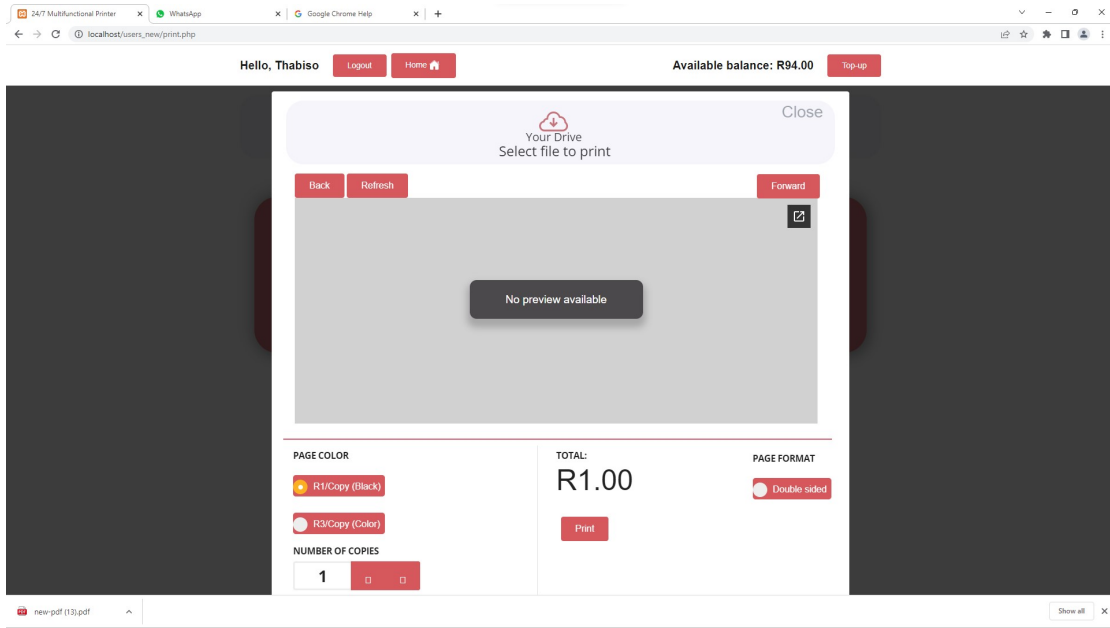 24/7 Multifunctional Printer
WhatsApp
Google Chrome Help
localhost/users_new/print.php
Hello, Thabiso
Logout
Home
Available balance: R94.00
Top-up
Close
Your Drive
Select file to print
Back
Refresh
Forward
No preview available
PAGE COLOR
R1/Copy (Black)
R3/Copy (Color)
NUMBER OF COPIES
1
TOTAL:
R1.00
Print
PAGE FORMAT
Double sided
new-pdf (13).pdf
Show all